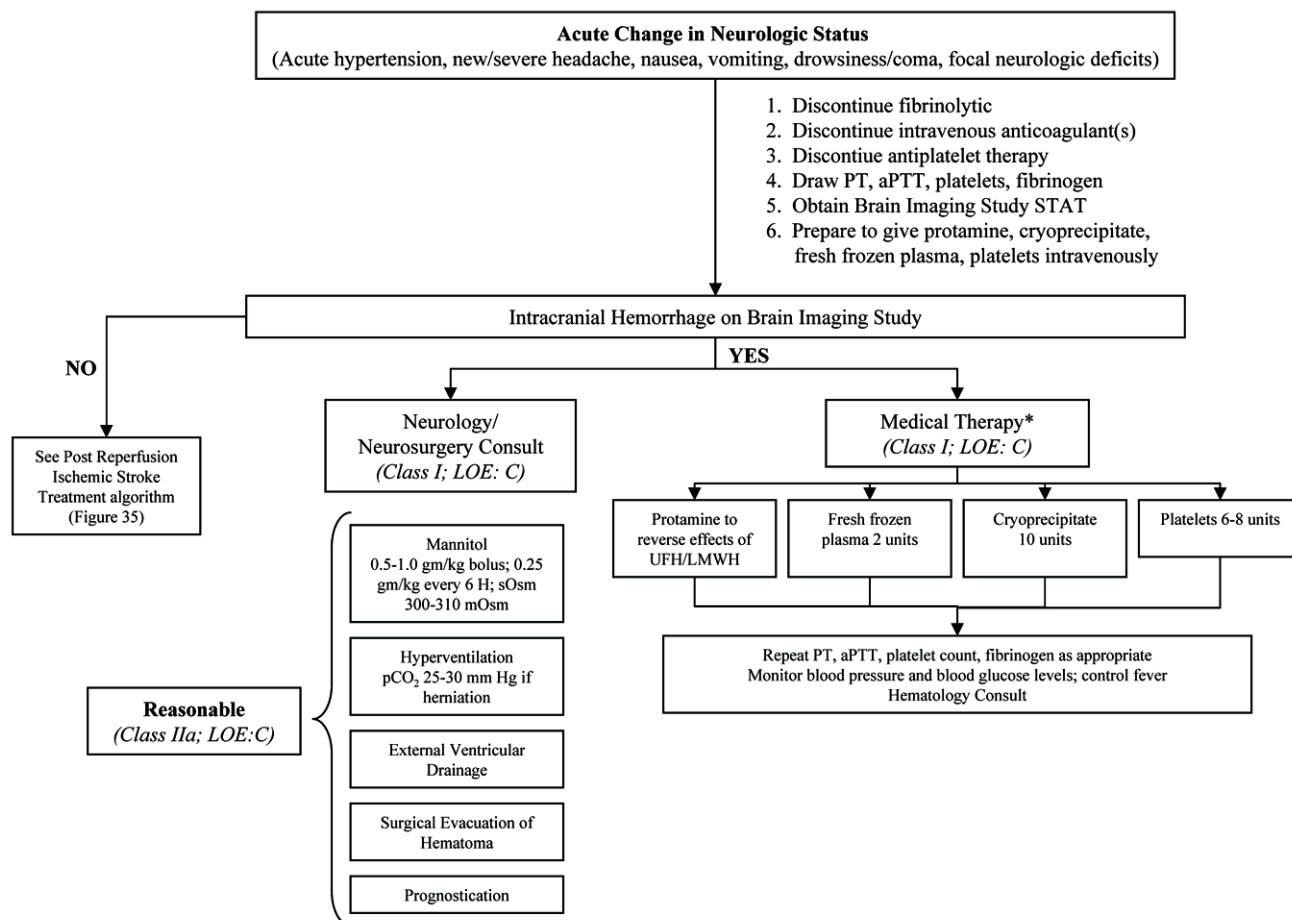 Acute Change in Neurologic Status
(Acute hypertension, new/severe headache, nausea, vomiting, drowsiness/coma, focal neurologic deficits)
1. Discontinue fibrinolytic
2. Discontinue intravenous anticoagulant(s)
3. Discontiue antiplatelet therapy
4. Draw PT, aPTT, platelets, fibrinogen
5. Obtain Brain Imaging Study STAT
6. Prepare to give protamine, cryoprecipitate,
fresh frozen plasma, platelets intravenously
Intracranial Hemorrhage on Brain Imaging Study
NO
YES
See Post Reperfusion
Ischemic Stroke
Treatment algorithm
(Figure 35)
Neurology/
Neurosurgery Consult
(Class I; LOE: C)
Medical Therapy*
(Class I; LOE: C)
Protamine to
reverse effects of
UFH/LMWH
Fresh frozen
plasma 2 units
Cryoprecipitate
10 units
Platelets 6-8 units
Repeat PT, aPTT, platelet count, fibrinogen as appropriate
Monitor blood pressure and blood glucose levels; control fever
Hematology Consult
Reasonable
(Class IIa; LOE:C)
Mannitol
0.5-1.0 gm/kg bolus; 0.25
gm/kg every 6 H; sOsm
300-310 mOsm
Hyperventilation
pCO₂ 25-30 mm Hg if
herniation
External Ventricular
Drainage
Surgical Evacuation of
Hematoma
Prognostication